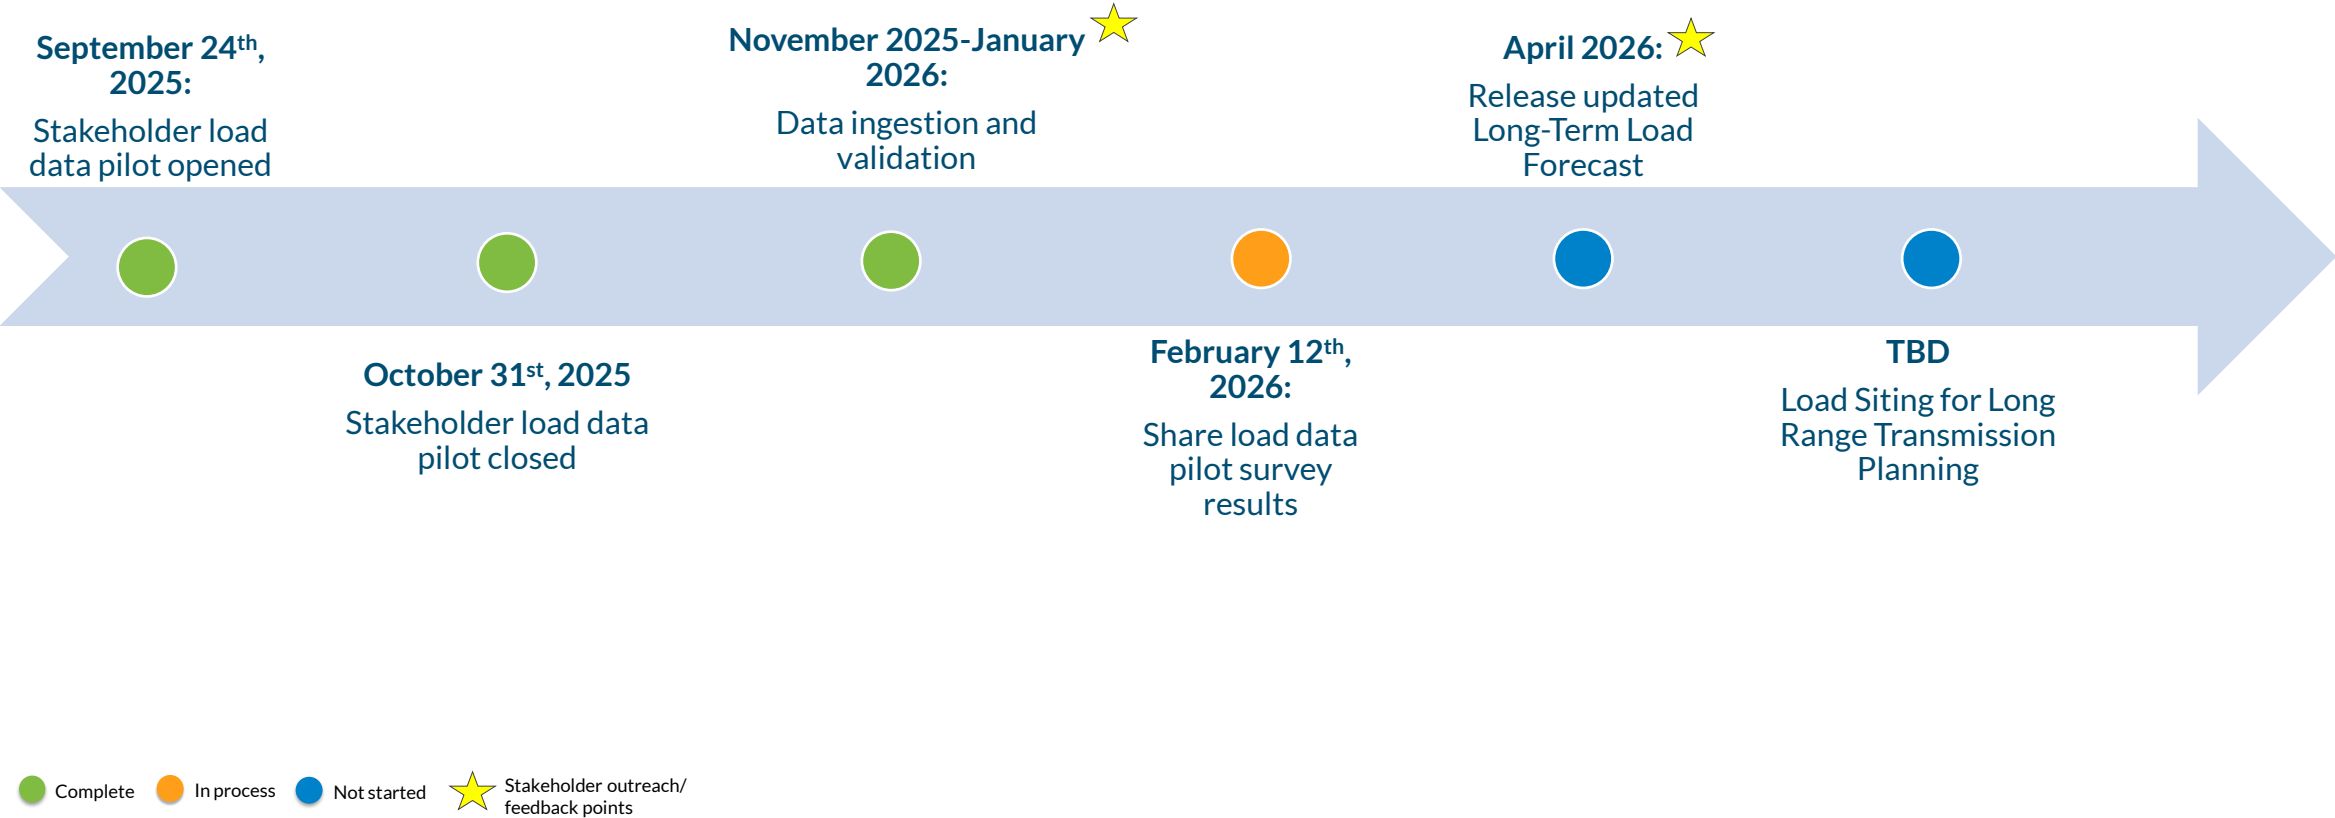 September 24th,
2025:
Stakeholder load
data pilot opened
October 31st, 2025
Stakeholder load data
pilot closed
November 2025-January
2026:
Data ingestion and
validation
February 12th,
2026:
Share load data
pilot survey
results
April 2026:
Release updated
Long-Term Load
Forecast
TBD
Load Siting for Long
Range Transmission
Planning
Complete
In process
Not started
Stakeholder outreach/
feedback points